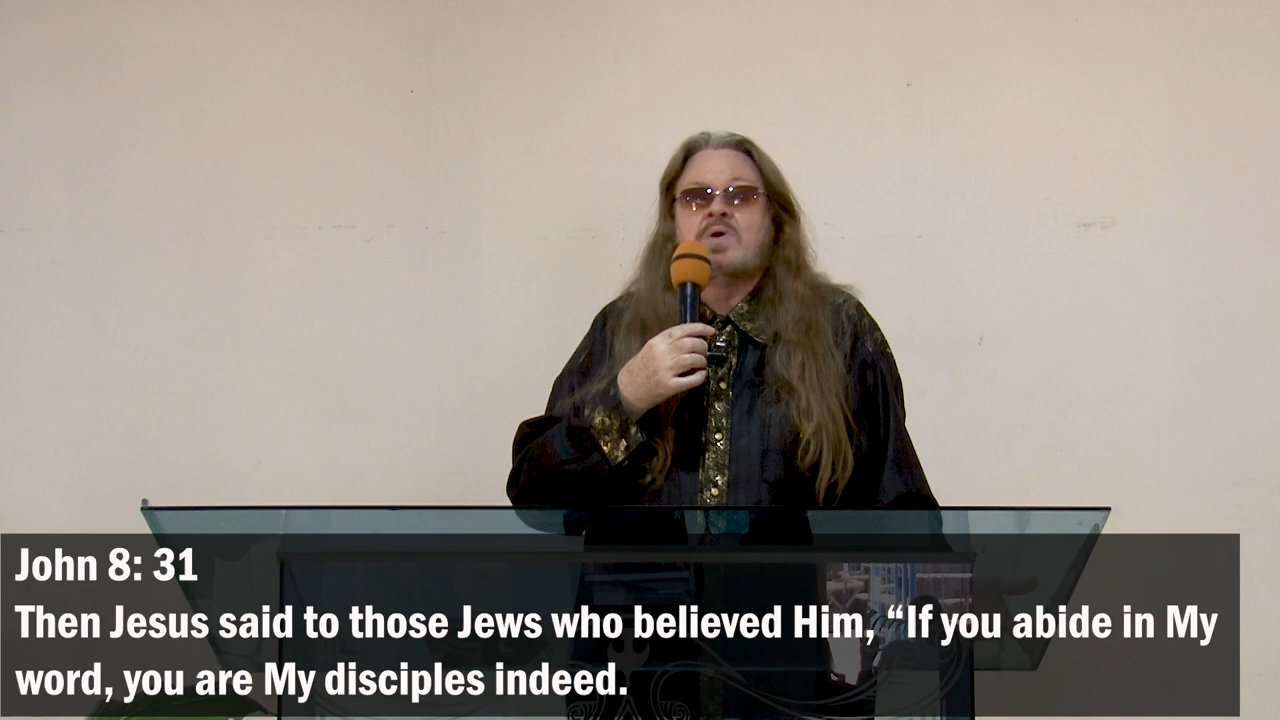 John 8: 31
Then Jesus said to those Jews who believed Him, “If you abide in My
word, you are My disciples indeed.